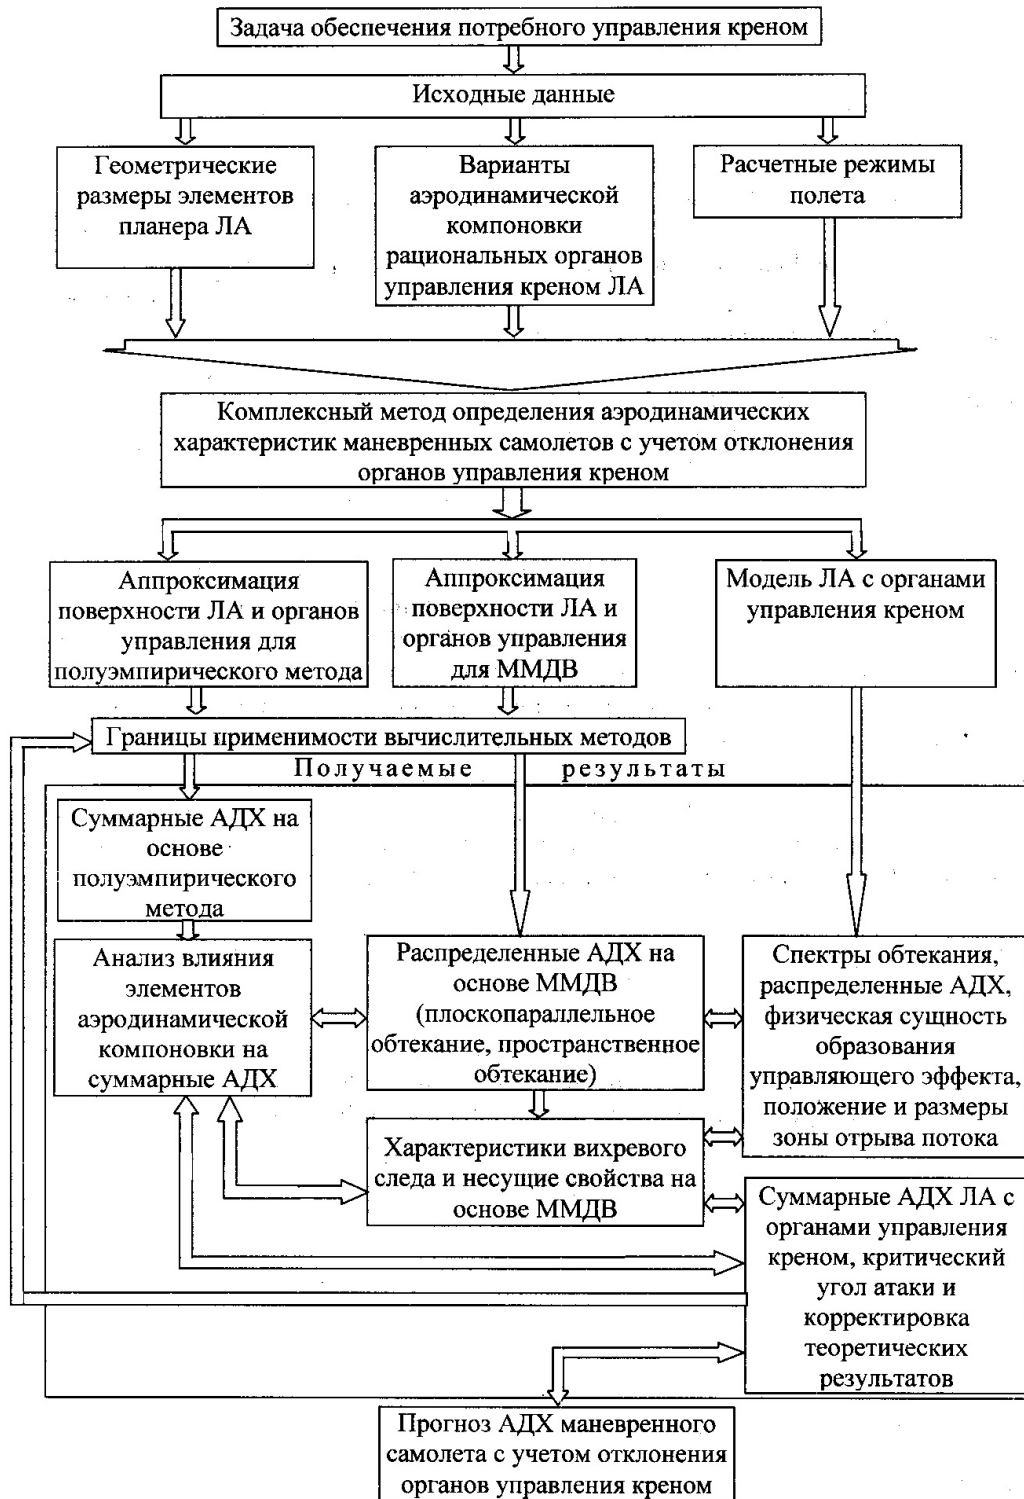 Задача обеспечения потребного управления креном
Исходные данные
Геометрические
размеры элементов
планера ЛА
Варианты
аэродинамической
компоновки
рациональных органов
управления креном ЛА
Расчетные режимы
полета
Комплексный метод определения аэродинамических
характеристик маневренных самолетов с учетом отклонения
органов управления креном
Аппроксимация
поверхности ЛА и органов
управления для
полуэмпирического метода
Аппроксимация
поверхности ЛА и
органов управления
для ММДВ
Модель ЛА с органами
управления креном
Границы применимости вычислительных методов
Получаемые результаты
Суммарные АДХ на
основе
полуэмпирического
метода
Анализ влияния
элементов
аэродинамической
компоновки на
суммарные АДХ
Распределенные АДХ на
основе ММДВ
(плоскопараллельное
обтекание, пространственное
обтекание)
Спектры обтекания,
распределенные АДХ,
физическая сущность
образования
управляющего эффекта,
положение и размеры
зоны отрыва потока
Характеристики вихревого
следа и несущие свойства на
основе ММДВ
Суммарные АДХ ЛА с
органами управления
креном, критический
угол атаки и
корректировка
теоретических
результатов
Прогноз АДХ маневренного
самолета с учетом отклонения
органов управления креном